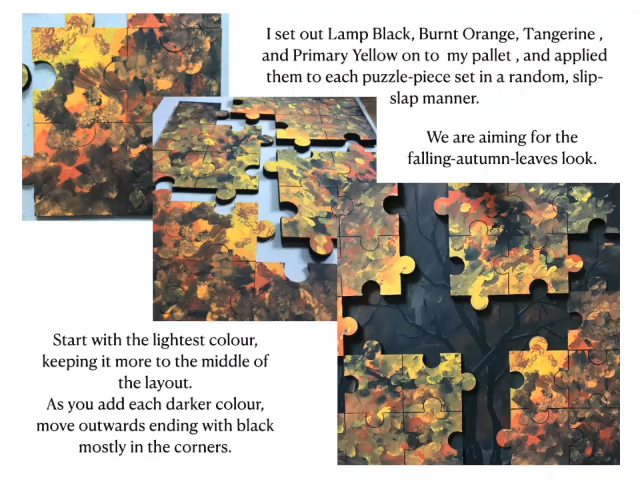 I set out Lamp Black, Burnt Orange, Tangerine ,
and Primary Yellow on to my pallet , and applied
them to each puzzle-piece set in a random, slip-
slap manner.
We are aiming for the
falling-autumn-leaves look.
Start with the lightest colour,
keeping it more to the middle of
the layout.
As you add each darker colour,
move outwards ending with black
mostly in the corners.